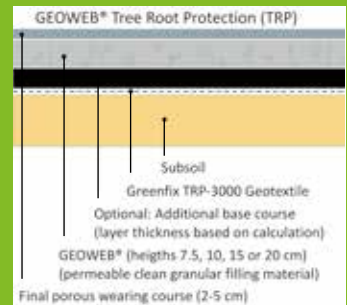 GEOWEB® Tree Root Protection (TRP)
Subsoil
Greenfix TRP-3000 Geotextile
Optional: Additional base course
(layer thickness based on calculation)
GEOWEB® (heigths 7.5, 10, 15 or 20 cm)
(permeable clean granular filling material)
Final porous wearing course (2-5 cm)